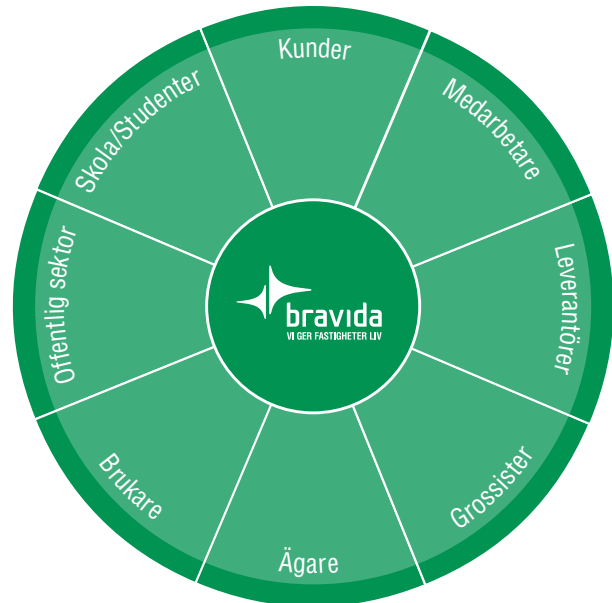 Kunder
Medarbetare
Leverantörer
Grossister
Ägare
Brukare
Offentlig sektor
Skola/Studenter
bravida
VI GER FASTIGHETER LIV